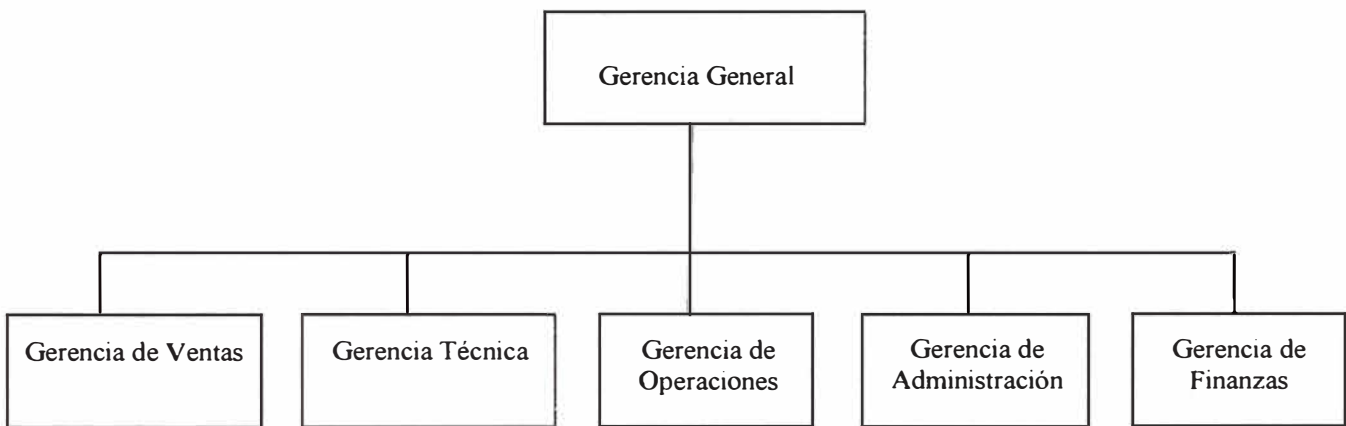 Gerencia General
Gerencia de Ventas
Gerencia Técnica
Gerencia de
Operaciones
Gerencia de
Administración
Gerencia de
Finanzas